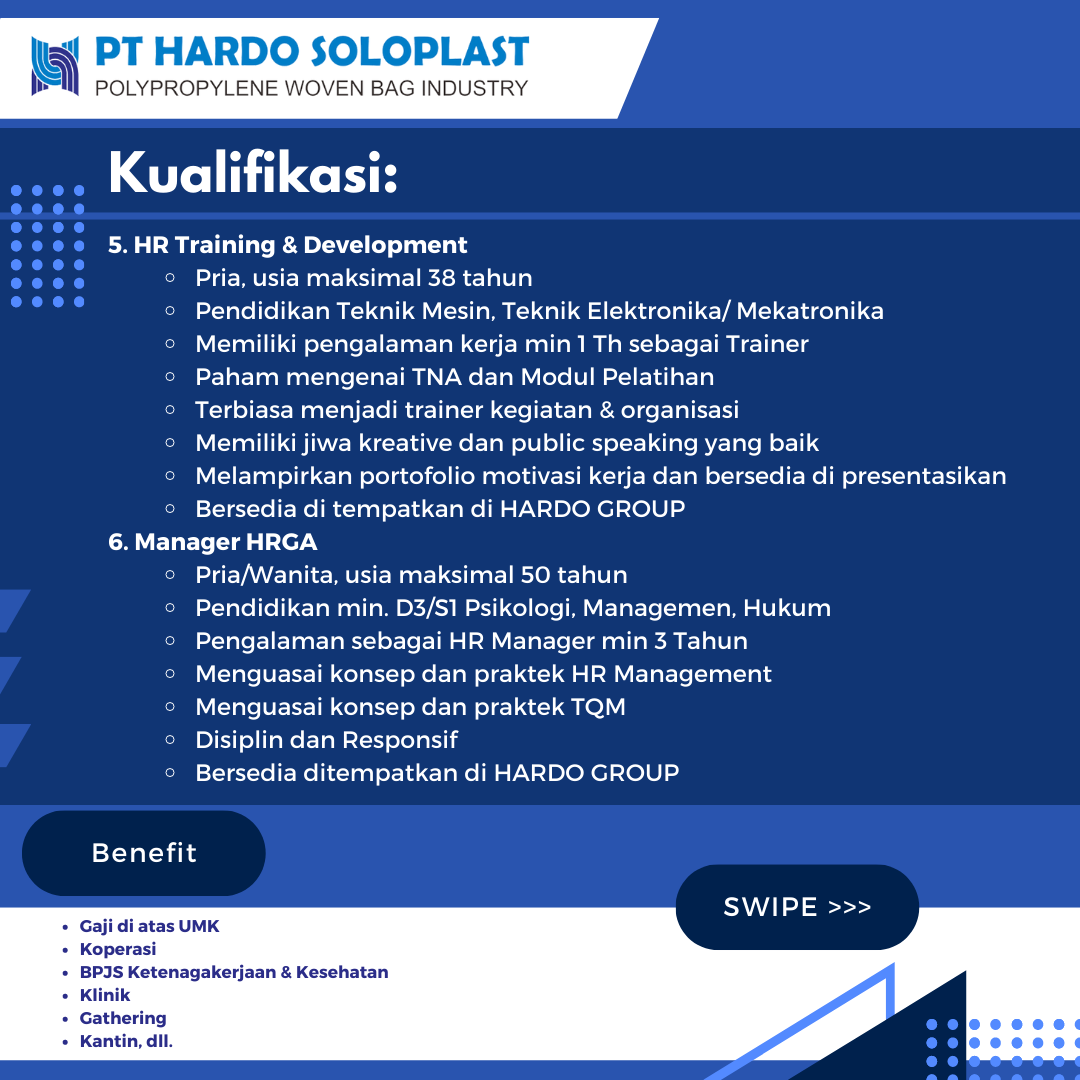 PT HARDO SOLOPLAST
POLYPROPYLENE WOVEN BAG INDUSTRY
Kualifikasi:
5. HR Training & Development
Pria, usia maksimal 38 tahun
Pendidikan Teknik Mesin, Teknik Elektronika/ Mekatronika
Memiliki pengalaman kerja min 1 Th sebagai Trainer
Paham mengenai TNA dan Modul Pelatihan
Terbiasa menjadi trainer kegiatan & organisasi
Memiliki jiwa kreative dan public speaking yang baik
Melampirkan portofolio motivasi kerja dan bersedia di presentasikan
Bersedia di tempatkan di HARDO GROUP
6. Manager HRGA
Pria/Wanita, usia maksimal 50 tahun
Pendidikan min. D3/S1 Psikologi, Managemen, Hukum
Pengalaman sebagai HR Manager min 3 Tahun
Menguasai konsep dan praktek HR Management
Menguasai konsep dan praktek TQM
Disiplin dan Responsif
Bersedia ditempatkan di HARDO GROUP
Benefit
SWIPE >>>
Gaji di atas UMK
Koperasi
BPJS Ketenagakerjaan & Kesehatan
Klinik
Gathering
Kantin, dll.